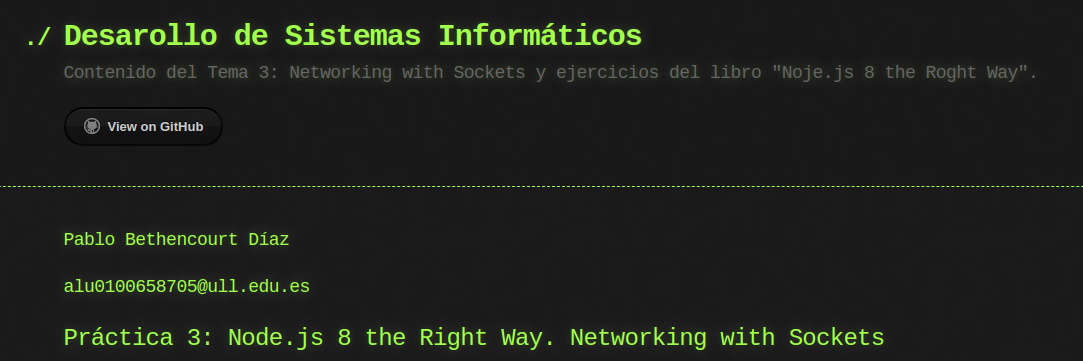 ./ Desarollo de Sistemas Informáticos
Contenido del Tema 3: Networking with Sockets y ejercicios del libro "Noje.js 8 the Roght Way".
View on GitHub
Pablo Bethencourt Díaz
alu0100658705@ull.edu.es
Práctica 3: Node.js 8 the Right Way. Networking with Sockets